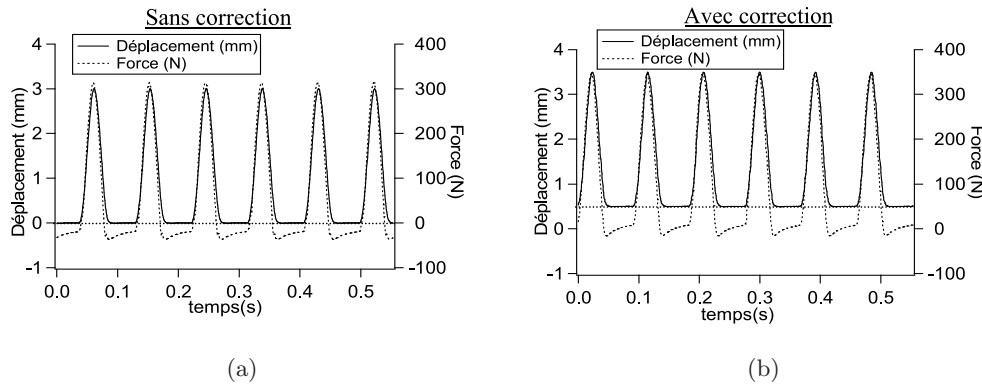 Sans correction
Déplacement (mm)
Force (N)
4
3
2
1
0
-1
Déplacement (mm)
400
300
200
100
0
-100
Force (N)
0.0 0.1 0.2 0.3 0.4 0.5
temps(s)
(a)
Avec correction
Déplacement (mm)
Force (N)
4
3
2
1
0
-1
Déplacement (mm)
400
300
200
100
0
-100
Force (N)
0.0 0.1 0.2 0.3 0.4 0.5
temps(s)
(b)